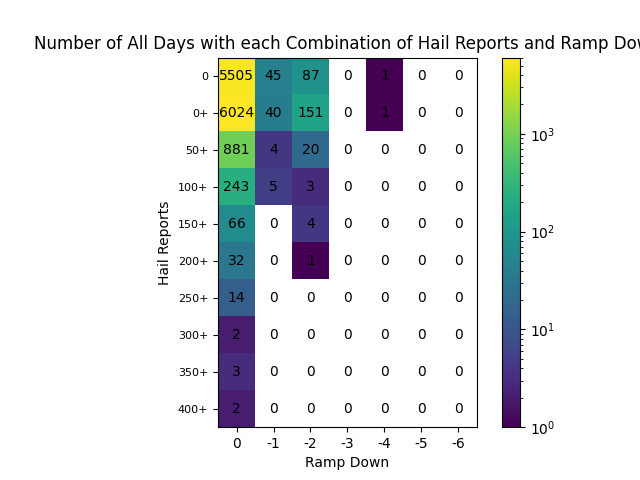 Number of All Days with each Combination of Hail Reports and Ramp
Hail Reports
0 5505 45 87 0 1 0 0
0+ 6024 40 151 0 1 0 0
50+ 881 4 20 0 0 0 0
100+ 243 5 3 0 0 0 0
150+ 66 0 4 0 0 0 0
200+ 32 0 1 0 0 0 0
250+ 14 0 0 0 0 0 0
300+ 2 0 0 0 0 0 0
350+ 3 0 0 0 0 0 0
400+ 2 0 0 0 0 0 0
0 -1 -2 -3 -4 -5 -6
Ramp Down
10³
10²
10¹
10⁰